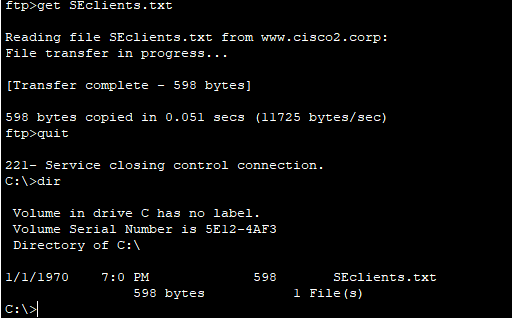 ftp>get SEclients.txt
Reading file SEclients.txt from www.cisco2.corp:
File transfer in progress...
[Transfer complete - 598 bytes]
598 bytes copied in 0.051 secs (11725 bytes/sec)
ftp>quit
221- Service closing control connection.
C:\>dir
Volume in drive C has no label.
Volume Serial Number is 5E12-4AF3
Directory of C:\
1/1/1970 7:0 PM 598 SEclients.txt
598 bytes 1 File(s)
C:\>